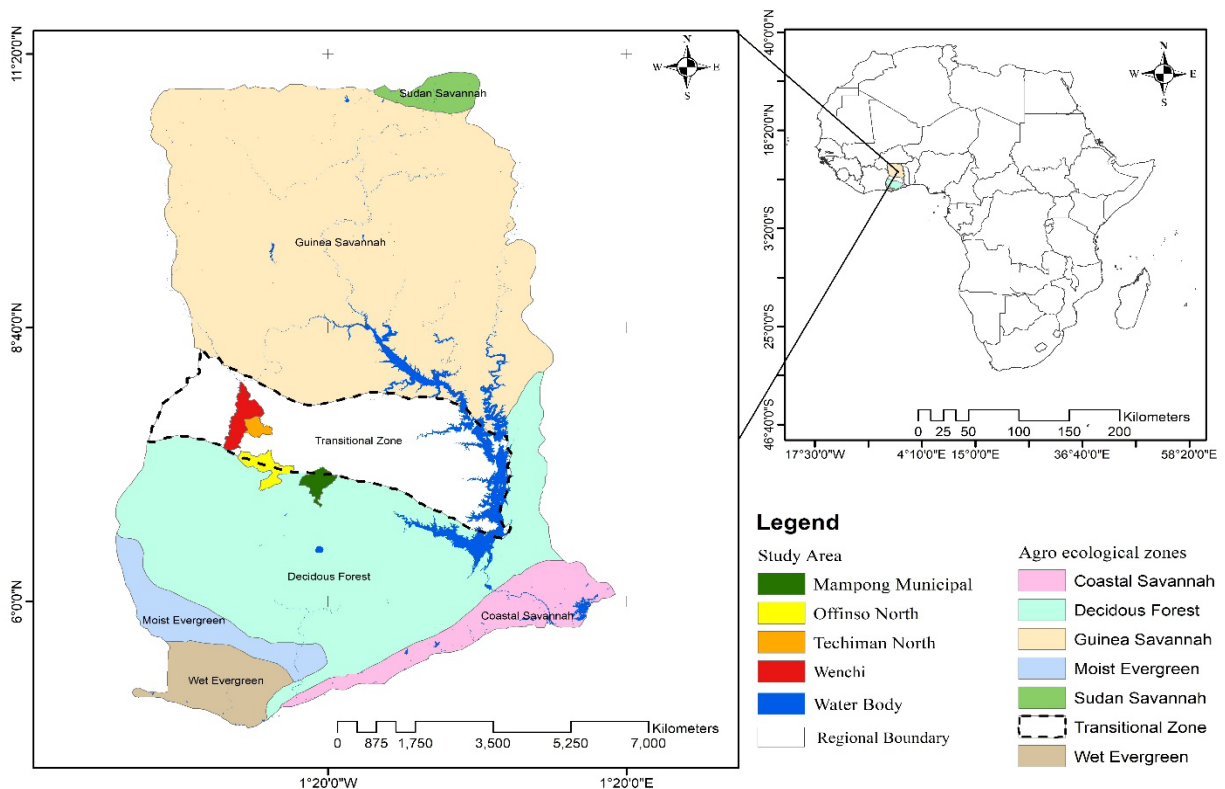 11°20'0"N
8°40'0"N
6°0'0"N
N
W E
S
Sudan Savannah
Guinea Savannah
Transitional Zone
Decidous Forest
Moist Evergreen
Coastal Savannah
Wet Evergreen
Kilometers
0 875 1,750 3,500 5,250 7,000
1°20'0"W 1°20'0"E
40°0'0"N
18°20'0"N
3°20'0"S
25°0'0"S
46°40'0"S
N
W E
S
Kilometers
0 25 50 100 150 200
17°30'0"W 4°10'0"E 15°0'0"E 36°40'0"E 58°20'0"E
Legend
Study Area
Mampong Municipal
Offinso North
Techiman North
Wenchi
Water Body
Regional Boundary
Agro ecological zones
Coastal Savannah
Decidous Forest
Guinea Savannah
Moist Evergreen
Sudan Savannah
Transitional Zone
Wet Evergreen